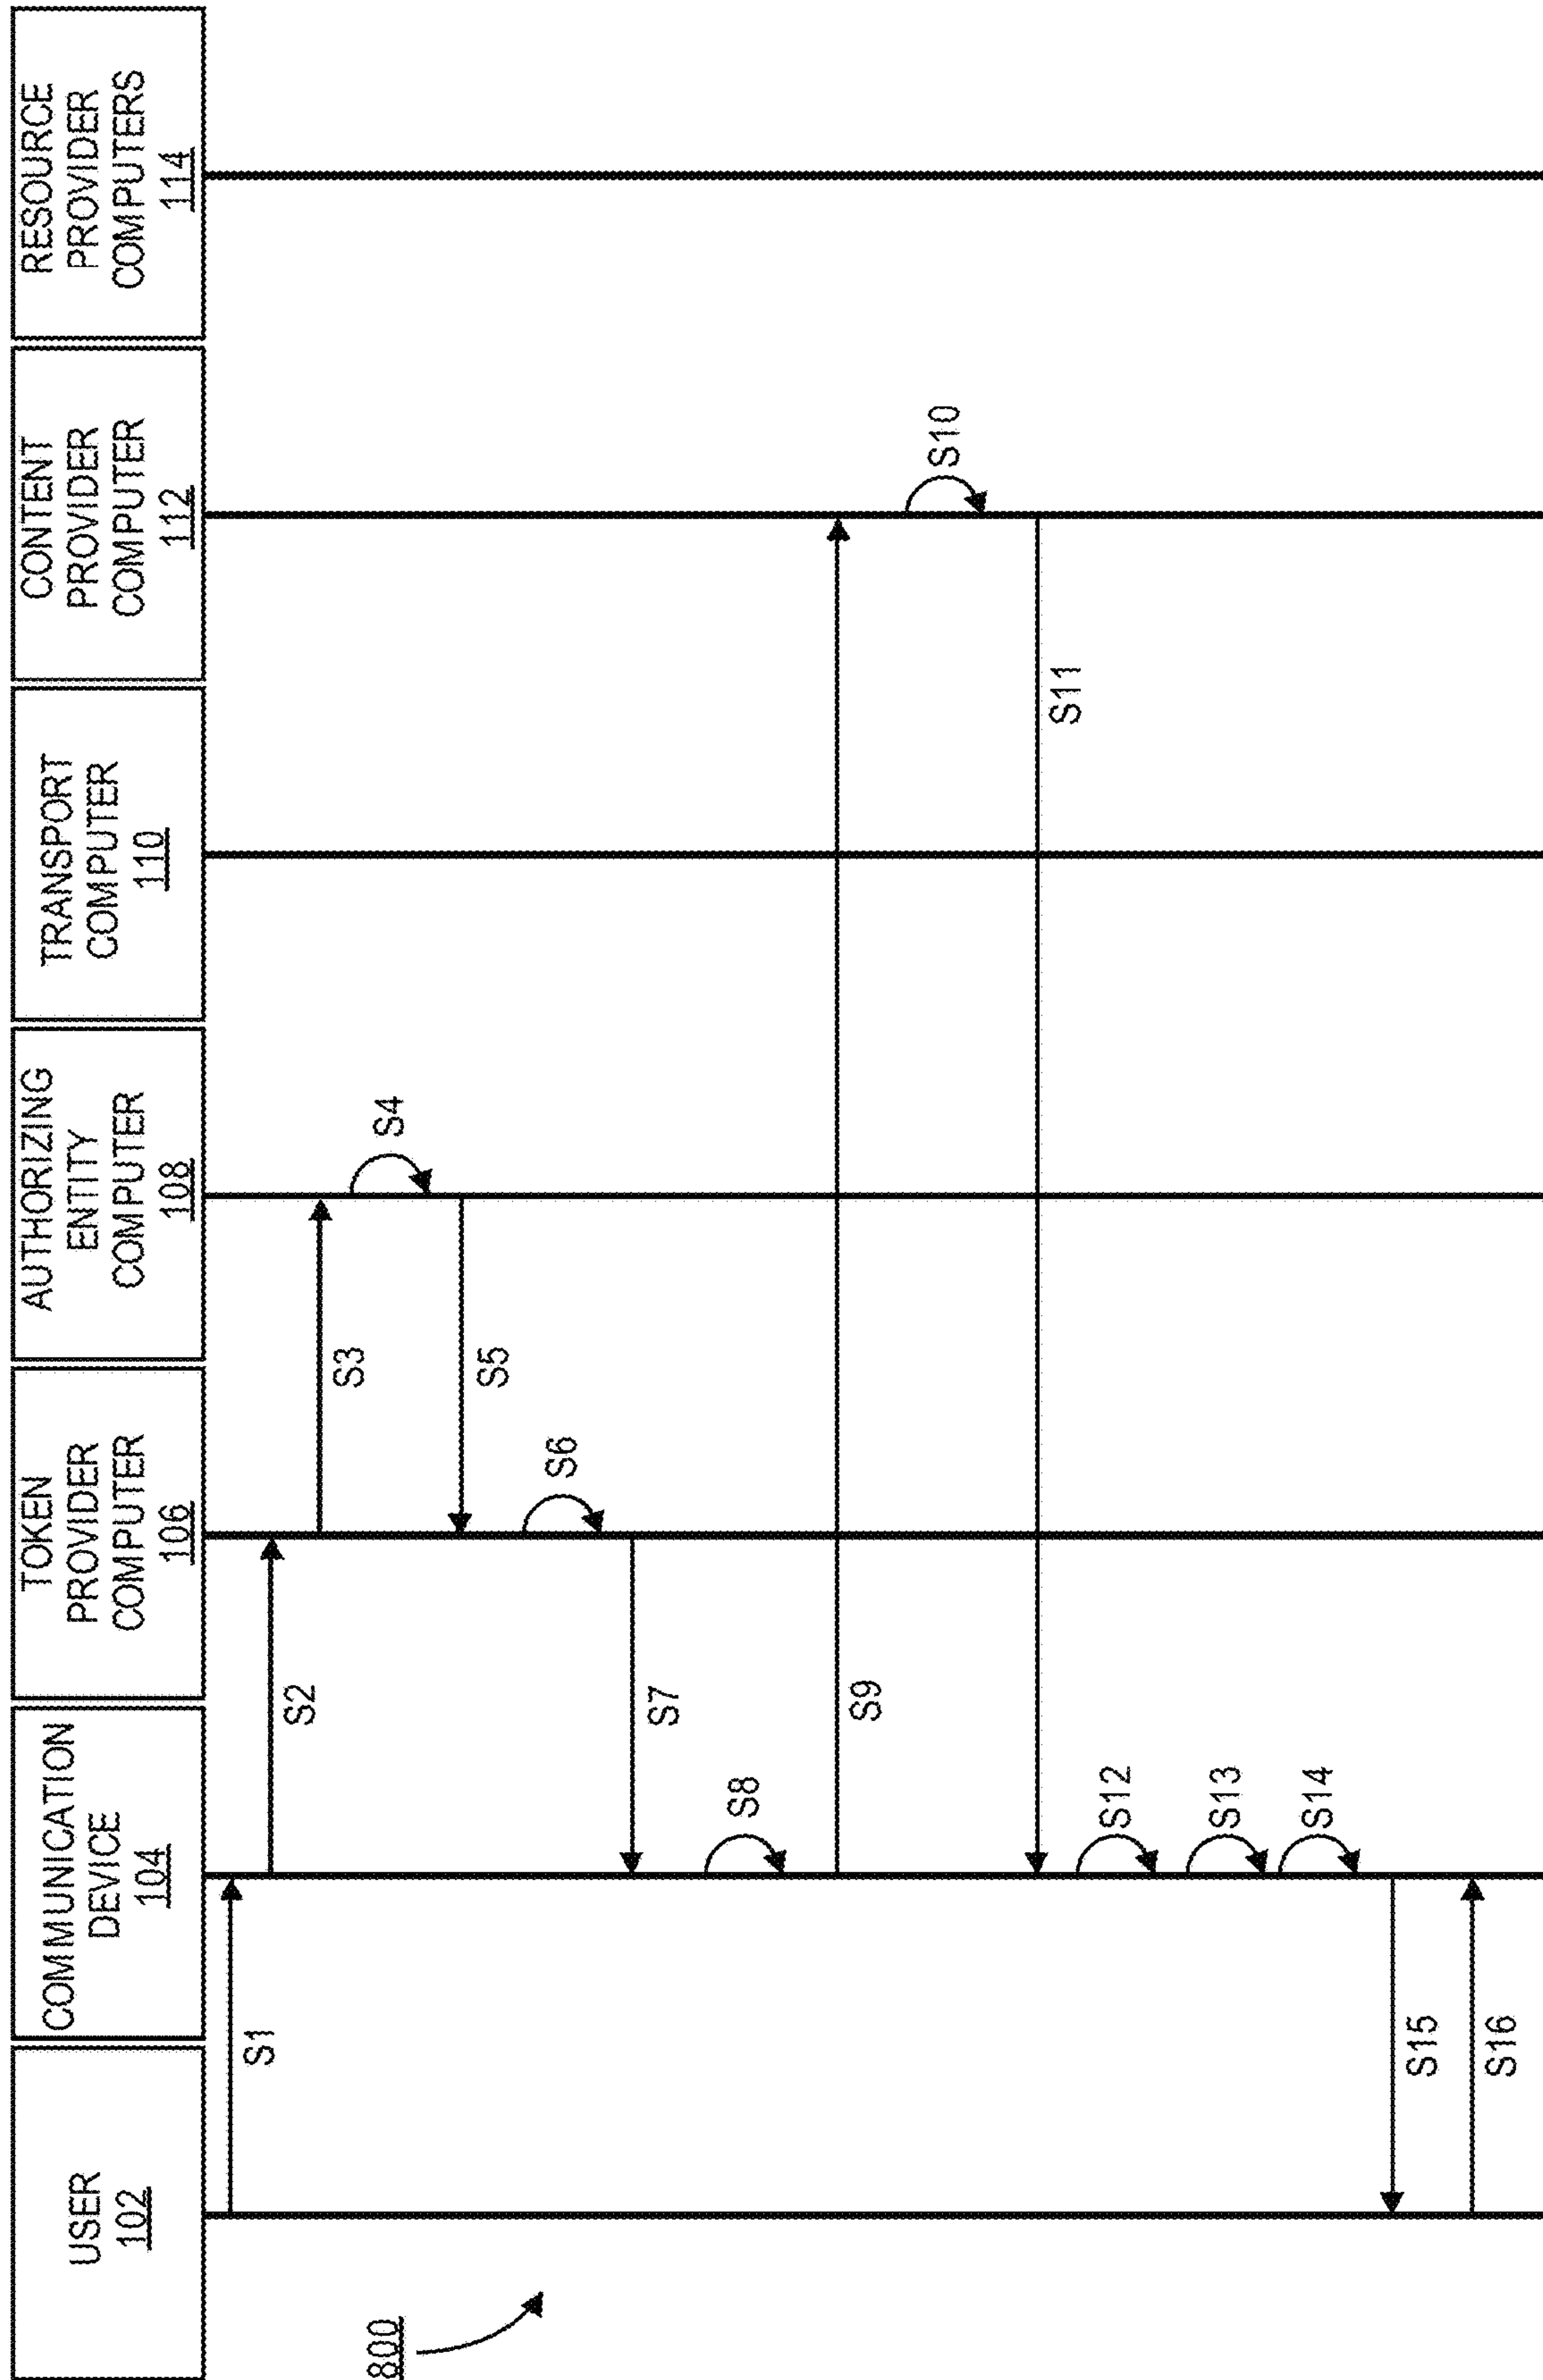 USER
102
COMMUNICATION
DEVICE
104
TOKEN
PROVIDER
COMPUTER
106
AUTHORIZING
ENTITY
COMPUTER
108
TRANSPORT
COMPUTER
110
CONTENT
PROVIDER
COMPUTER
112
RESOURCE
PROVIDER
COMPUTERS
114
S1
S2
S3
S4
S5
S6
S7
S8
S9
S10
S11
S12
S13
S14
S15
S16
800